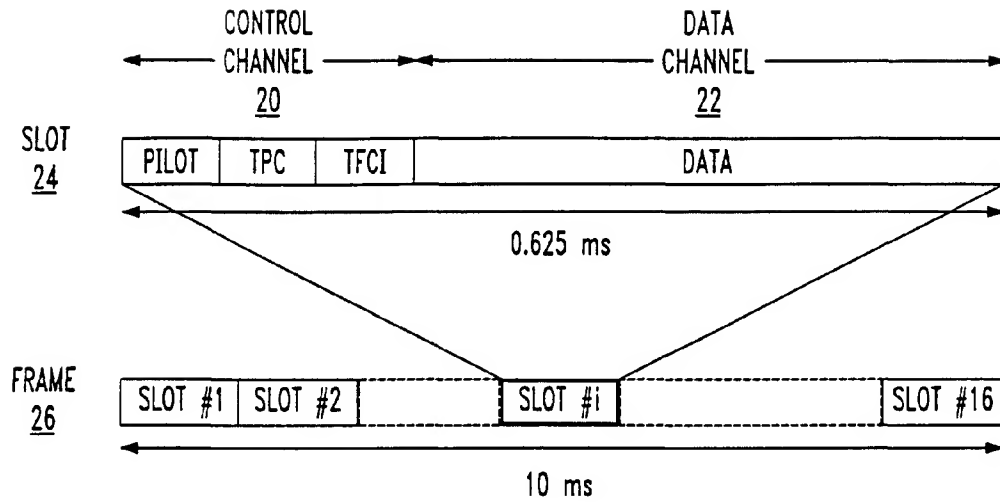 CONTROL
CHANNEL
20
DATA
CHANNEL
22
SLOT
24
PILOT TPC TFCI DATA
0.625 ms
FRAME
26
SLOT #1 SLOT #2 SLOT #i SLOT #16
10 ms